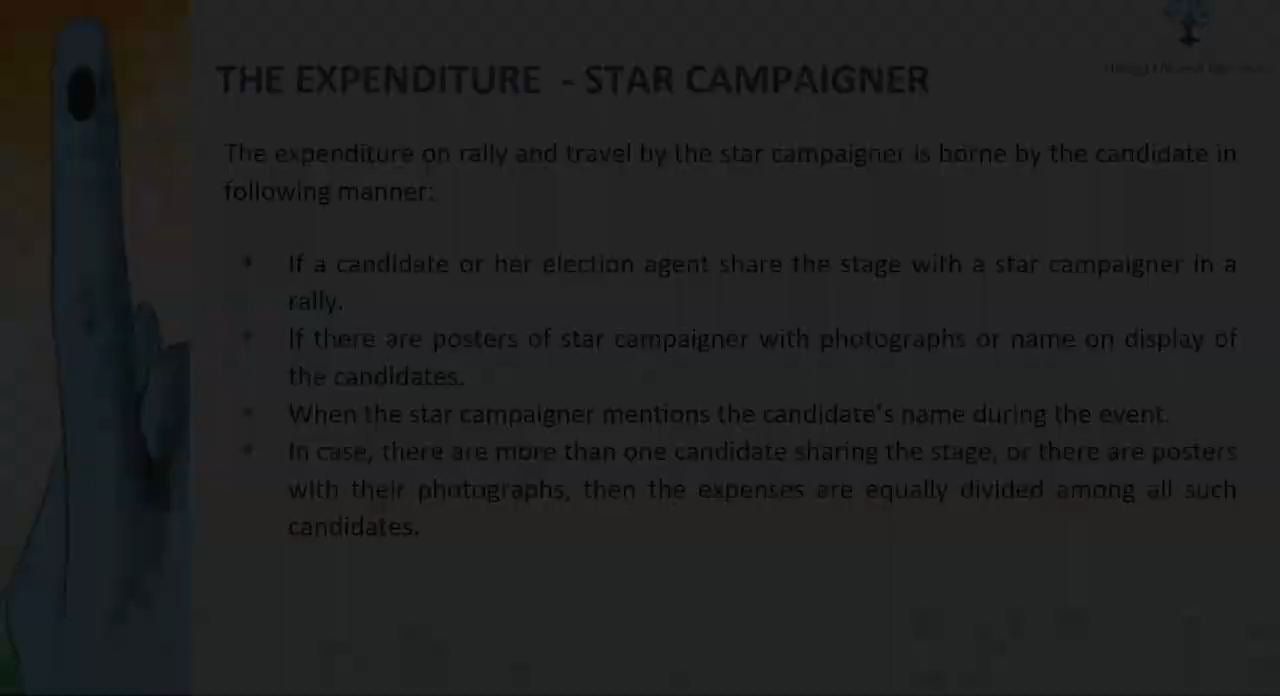 THE EXPENDITURE - STAR CAMPAIGNER
The expenditure on rally and travel by the star campaigner is borne by the candidate in
following manner:
• If a candidate or her election agent share the stage with a star campaigner in a
rally.
• If there are posters of star campaigner with photographs or name on display of
the candidates.
• When the star campaigner mentions the candidate's name during the event.
• In case, there are more than one candidate sharing the stage, or there are posters
with their photographs, then the expenses are equally divided among all such
candidates.